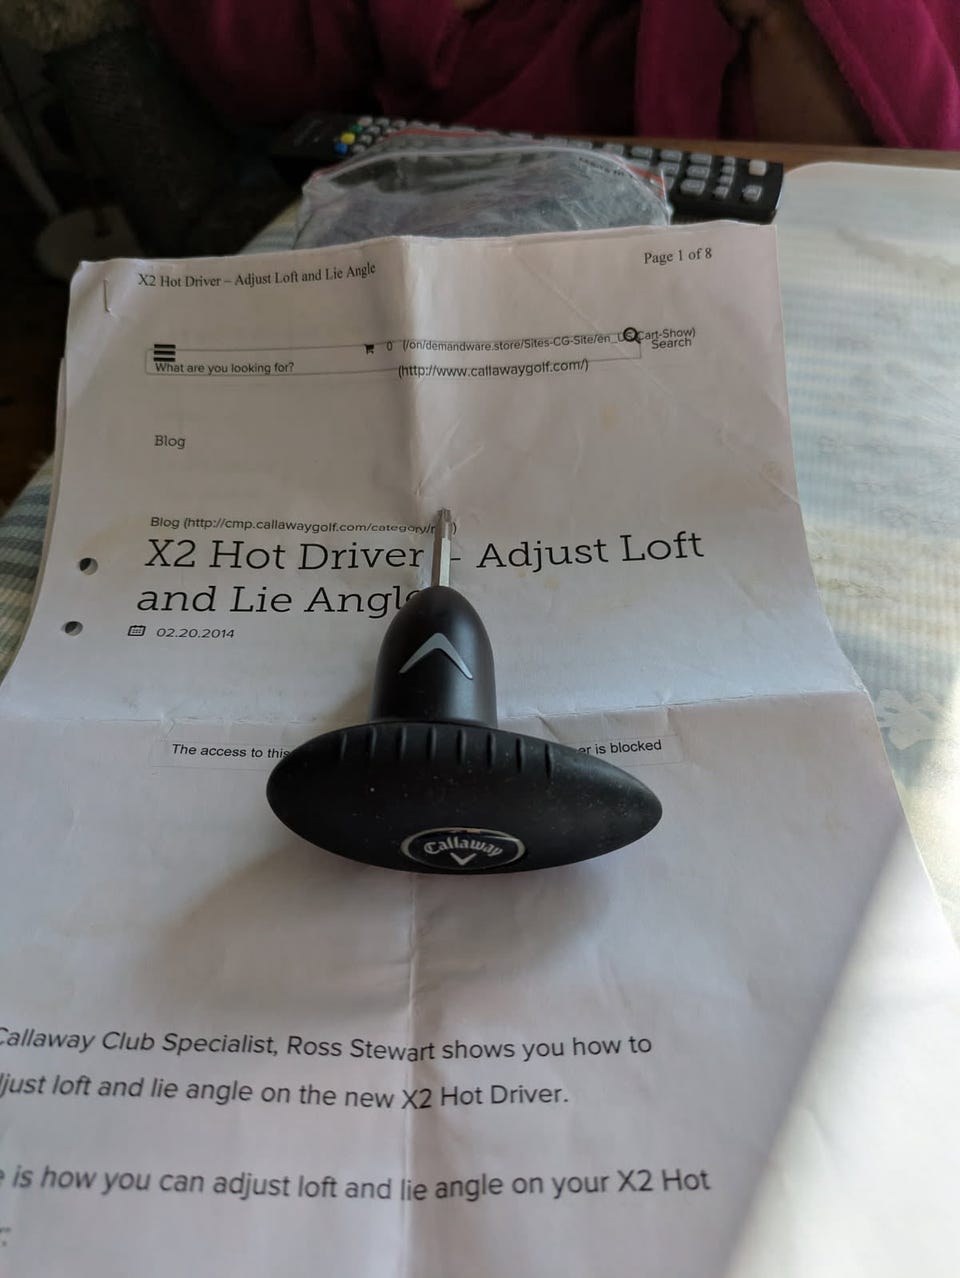 X2 Hot Driver – Adjust Loft and Lie Angle
Page 1 of 8
0 (/on/demandware.store/Sites-CG-Site/en_US/Cart-Show)
Search
What are you looking for?
(http://www.callawaygolf.com/)
Blog
Blog (http://cmp.callawaygolf.com/category/
X2 Hot Driver – Adjust Loft
and Lie Angle
02.20.2014
The access to this
is blocked
Callaway
Callaway Club Specialist, Ross Stewart shows you how to
just loft and lie angle on the new X2 Hot Driver.
is how you can adjust loft and lie angle on your X2 Hot